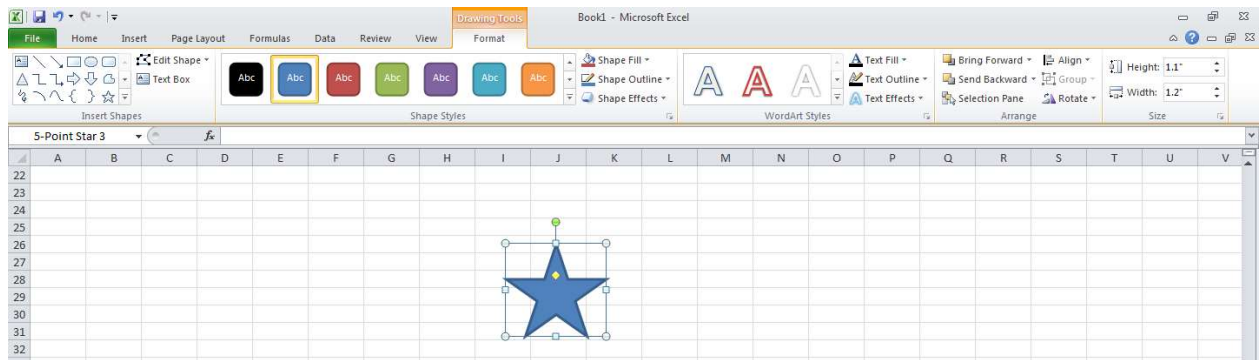 Drawing Tools
Book1 - Microsoft Excel
File Home Insert Page Layout Formulas Data Review View Format
Edit Shape
Text Box
Insert Shapes
Abc Abc Abc Abc Abc Abc Abc
Shape Fill
Shape Outline
Shape Effects
Shape Styles
A A A
Text Fill
Text Outline
Text Effects
WordArt Styles
Bring Forward Align
Send Backward Group
Selection Pane Rotate
Arrange
Height: 1.1"
Width: 1.2"
Size
5-Point Star 3 fx
A B C D E F G H I J K L M N O P Q R S T U V
22
23
24
25
26
27
28
29
30
31
32